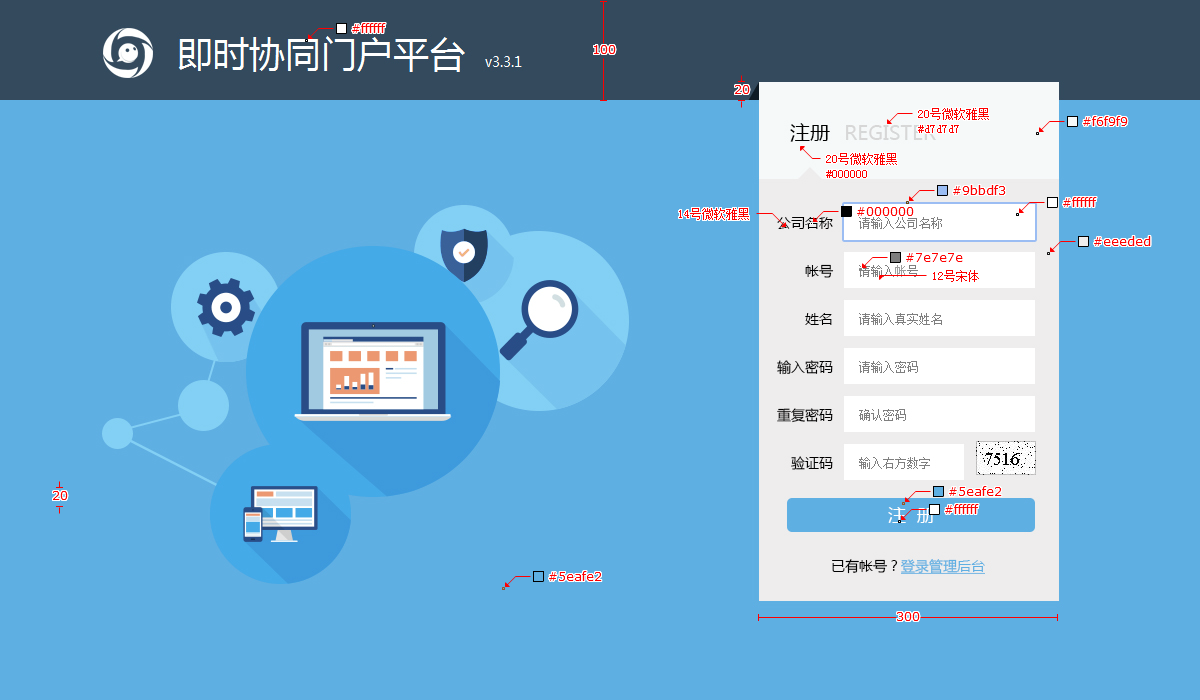 #ffffff
即时协同门户平台 v3.3.1
100
20
20号微软雅黑
#d7d7d7
#f6f9f9
注册 REGISTER
20号微软雅黑
#000000
#9bbdf3
#ffffff
14号微软雅黑
#000000
公司名称 请输入公司名称
#eeeded
#7e7e7e
帐号 请输入帐号
12号宋体
姓名 请输入真实姓名
输入密码 请输入密码
重复密码 确认密码
验证码 输入右方数字 7516
#5eafe2
20
#ffffff
注 册
已有帐号？登录管理后台
#5eafe2
300